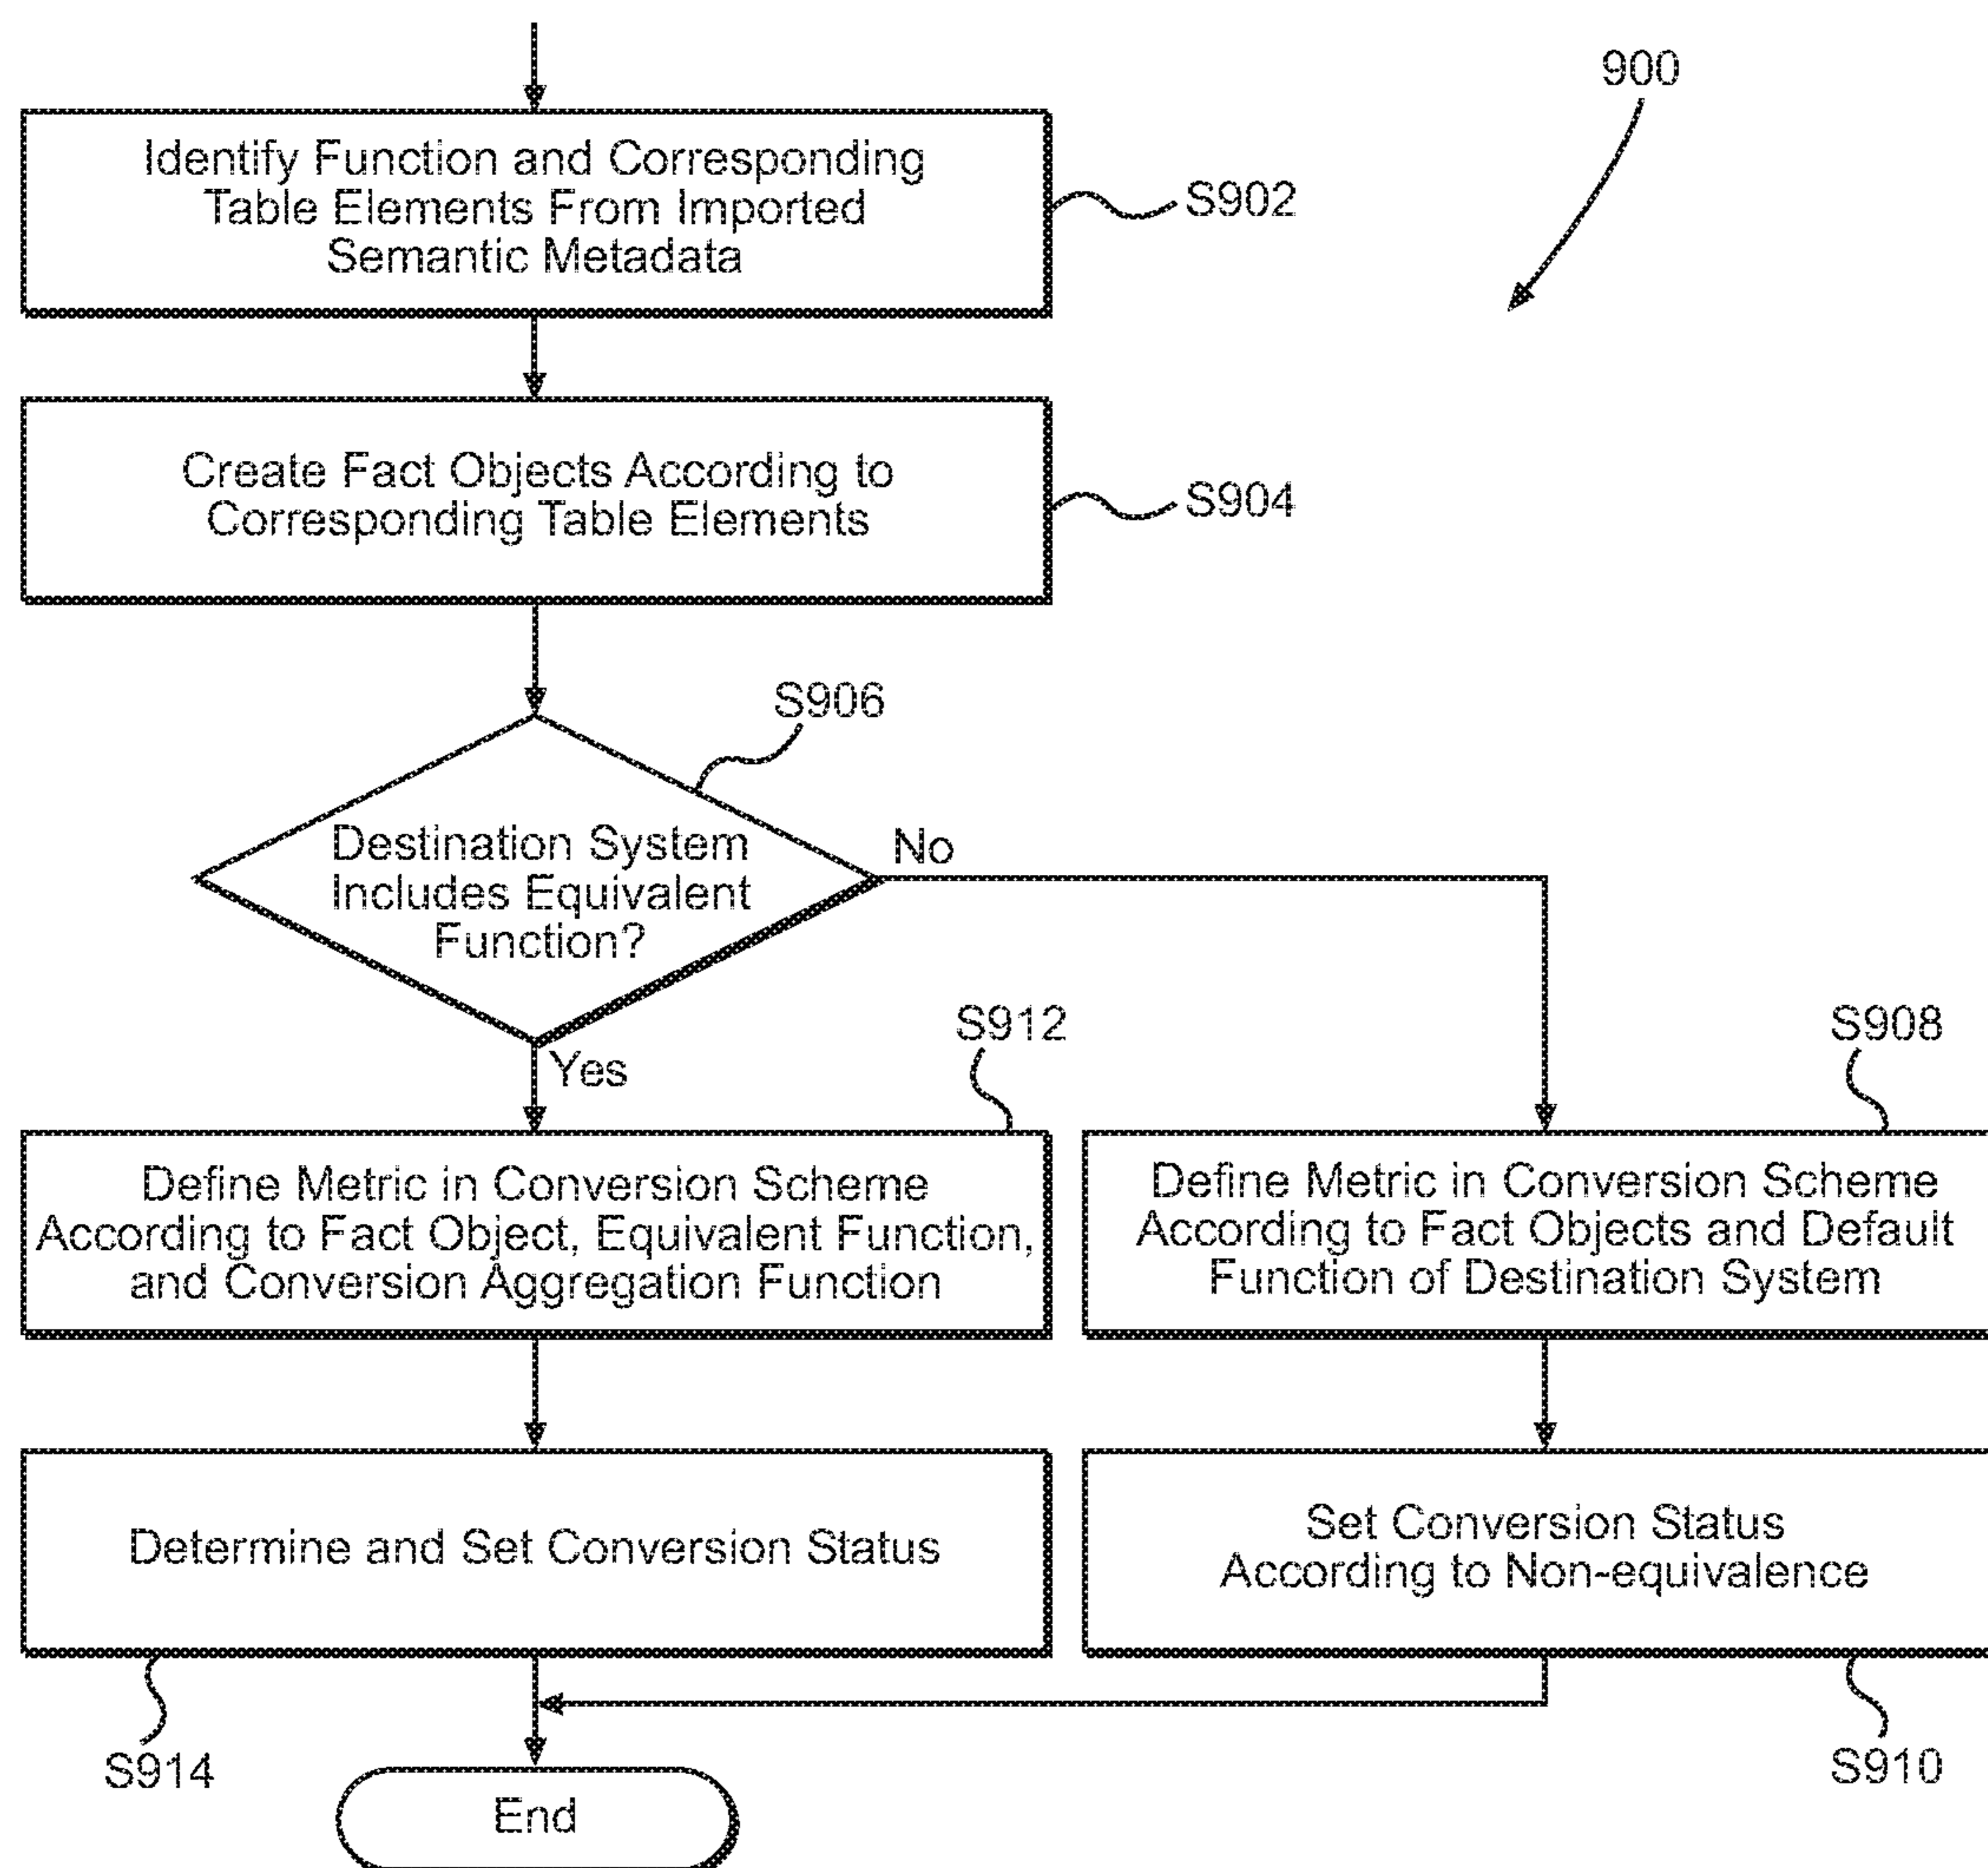 900
Identify Function and Corresponding
Table Elements From Imported
Semantic Metadata
S902
Create Fact Objects According to
Corresponding Table Elements
S904
S906
Destination System
Includes Equivalent
Function?
No
Yes
S912
S908
Define Metric in Conversion Scheme
According to Fact Object, Equivalent Function,
and Conversion Aggregation Function
Define Metric in Conversion Scheme
According to Fact Objects and Default
Function of Destination System
Determine and Set Conversion Status
Set Conversion Status
According to Non-equivalence
S914
S910
End